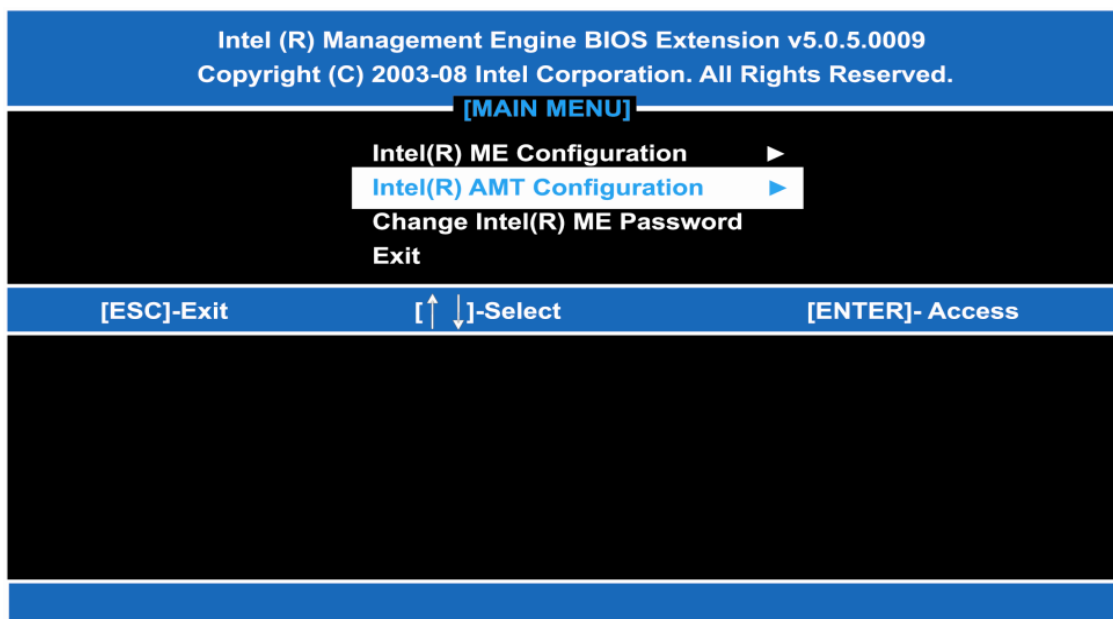 Intel (R) Management Engine BIOS Extension v5.0.5.0009
Copyright (C) 2003-08 Intel Corporation. All Rights Reserved.
[MAIN MENU]
Intel(R) ME Configuration ►
Intel(R) AMT Configuration ►
Change Intel(R) ME Password
Exit
[ESC]-Exit [↑ ↓]-Select [ENTER]- Access